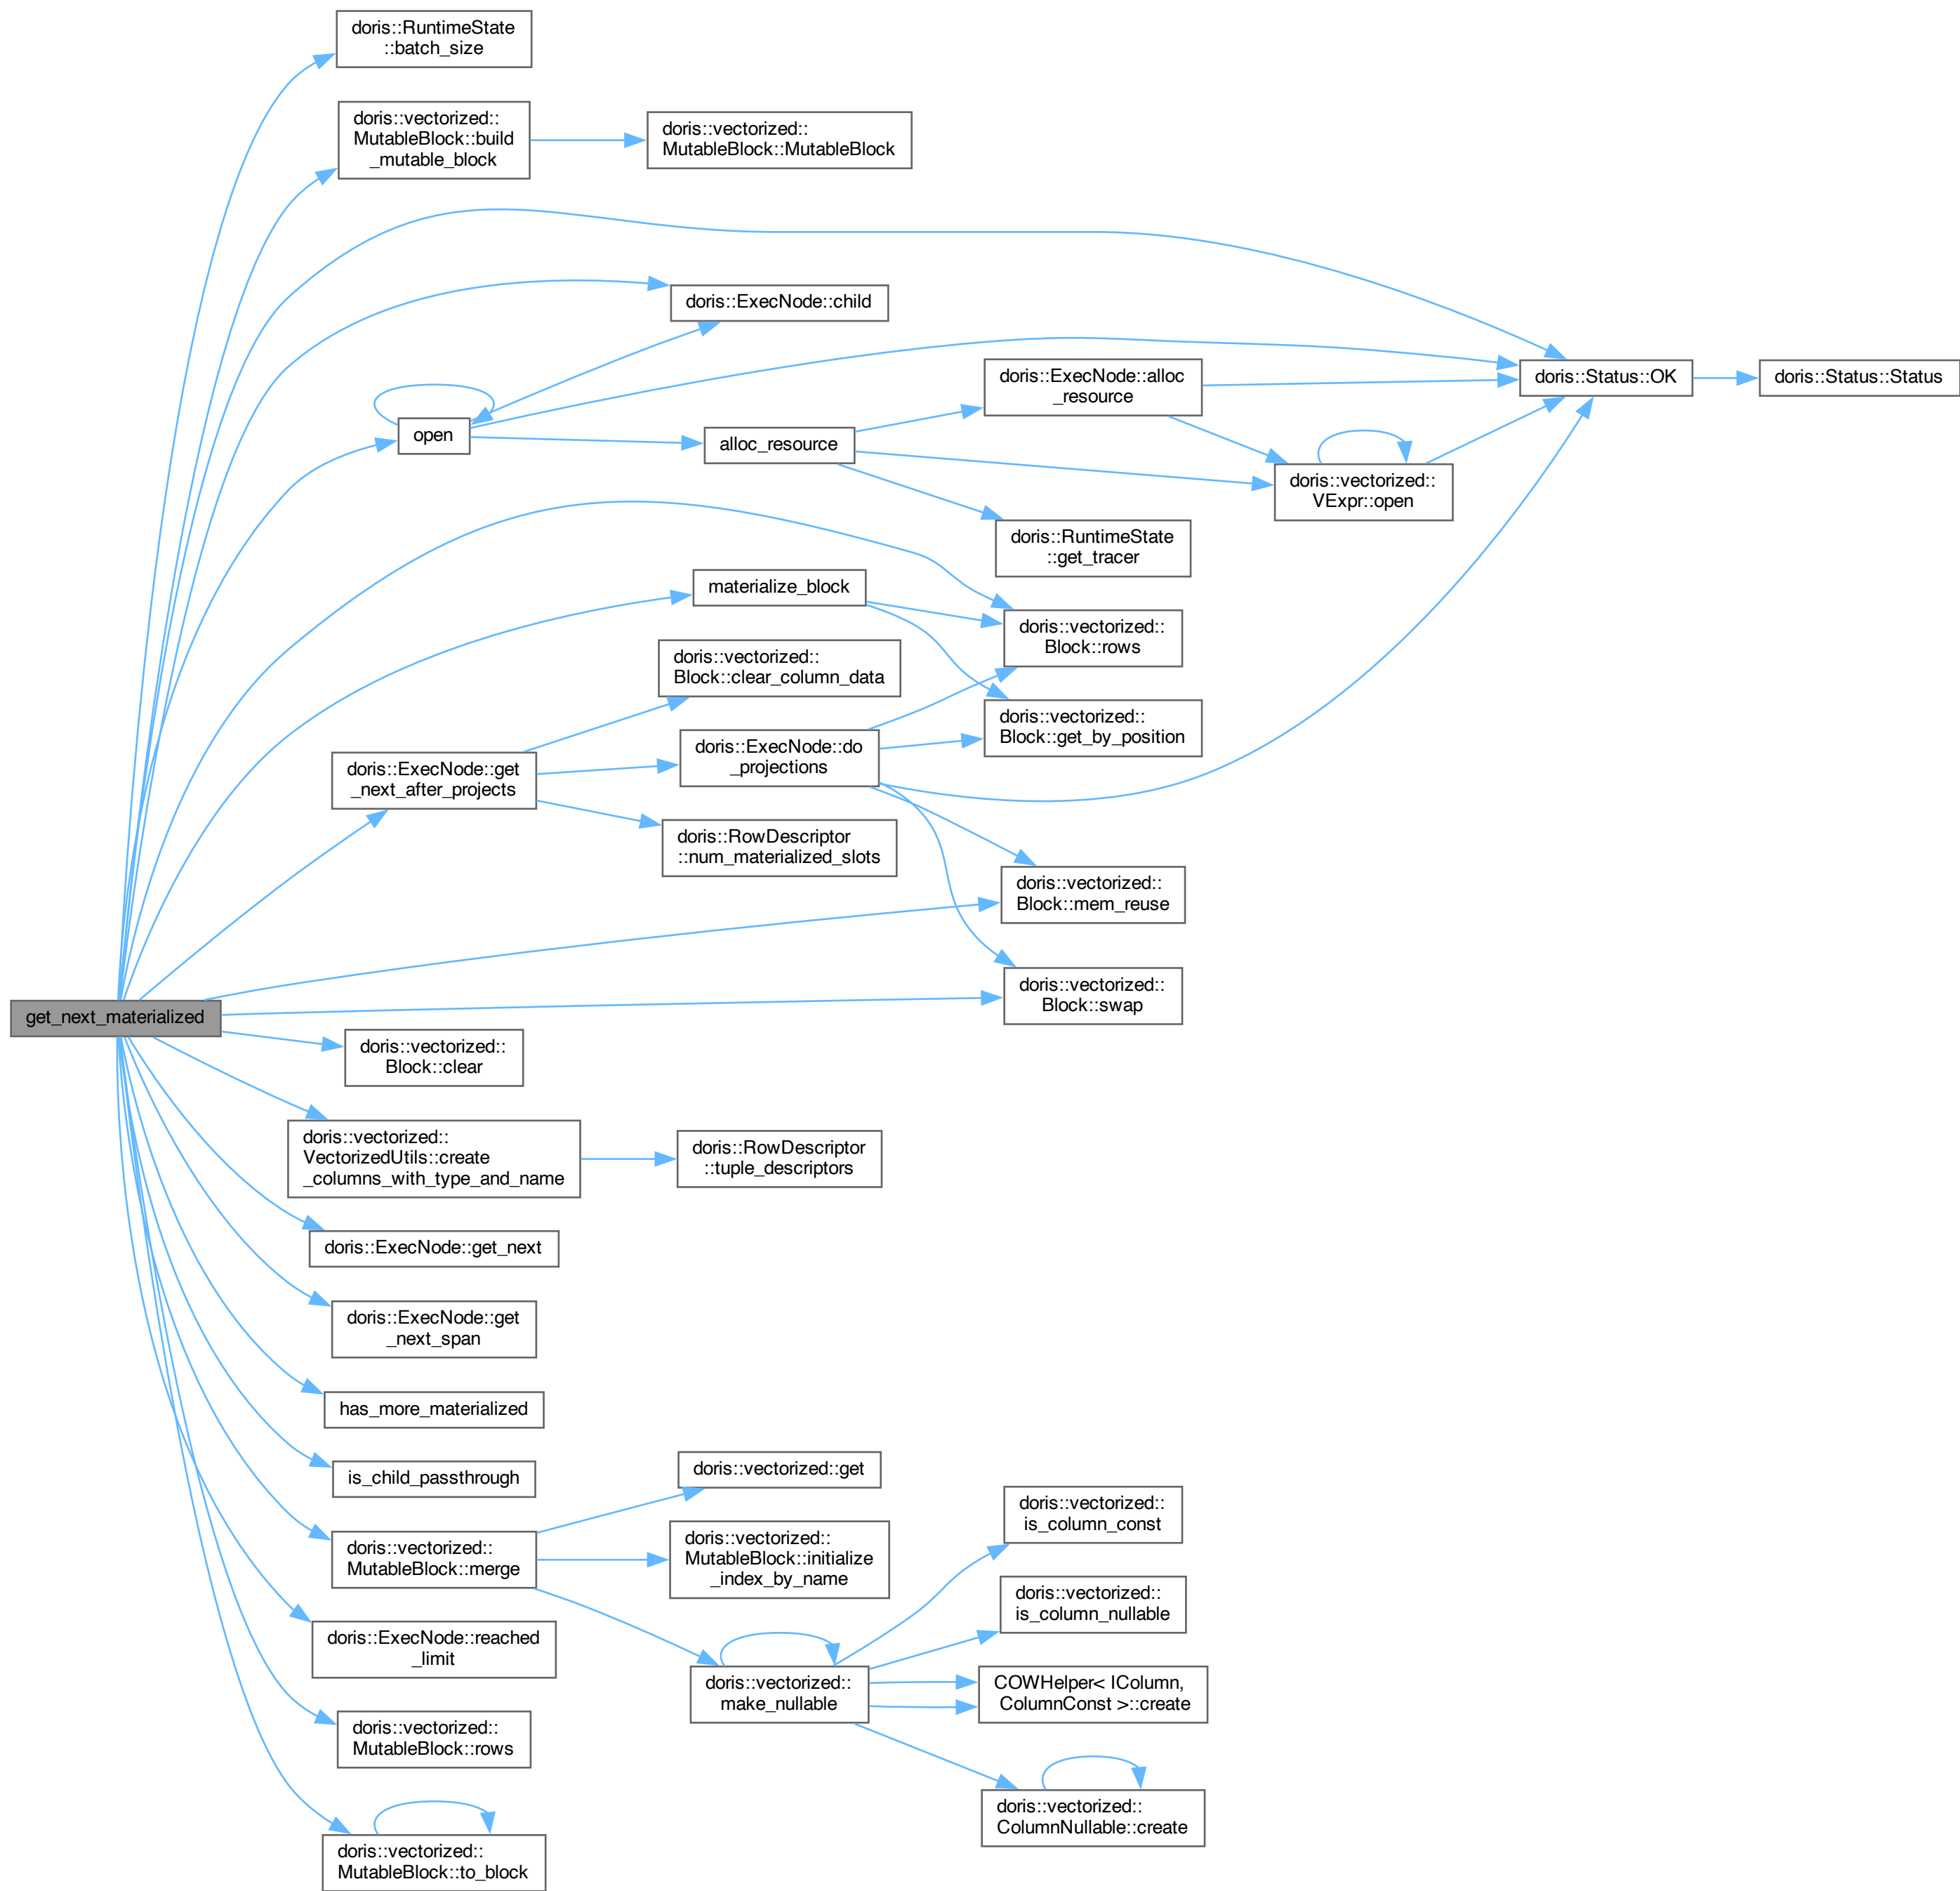 doris::RuntimeState
::batch_size
doris::vectorized::
MutableBlock::build
_mutable_block
doris::vectorized::
MutableBlock::MutableBlock
doris::ExecNode::child
doris::Status::OK
doris::Status::Status
doris::ExecNode::alloc
_resource
open
alloc_resource
doris::vectorized::
VExpr::open
doris::RuntimeState
::get_tracer
materialize_block
doris::vectorized::
Block::rows
doris::vectorized::
Block::clear_column_data
doris::vectorized::
Block::get_by_position
doris::ExecNode::do
_projections
doris::ExecNode::get
_next_after_projects
doris::RowDescriptor
::num_materialized_slots
doris::vectorized::
Block::mem_reuse
doris::vectorized::
Block::swap
get_next_materialized
doris::vectorized::
Block::clear
doris::vectorized::
VectorizedUtils::create
_columns_with_type_and_name
doris::RowDescriptor
::tuple_descriptors
doris::ExecNode::get_next
doris::ExecNode::get
_next_span
has_more_materialized
is_child_passthrough
doris::vectorized::get
doris::vectorized::
is_column_const
doris::vectorized::
MutableBlock::merge
doris::vectorized::
MutableBlock::initialize
_index_by_name
doris::vectorized::
is_column_nullable
doris::ExecNode::reached
_limit
doris::vectorized::
make_nullable
COWHelper< IColumn,
ColumnConst >::create
doris::vectorized::
MutableBlock::rows
doris::vectorized::
ColumnNullable::create
doris::vectorized::
MutableBlock::to_block